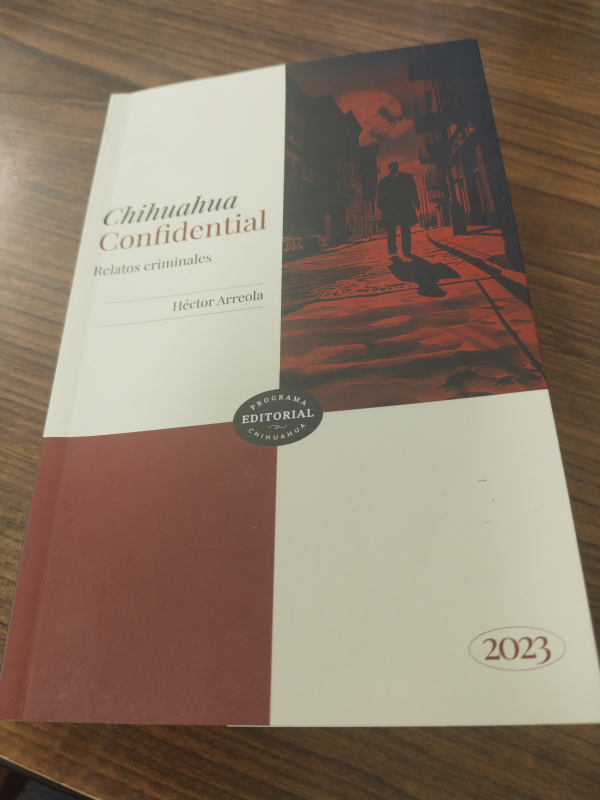 Chihuahua
Confidential
Relatos criminales
Héctor Arreola
PROGRAMA
EDITORIAL
CHIHUAHUA
2023